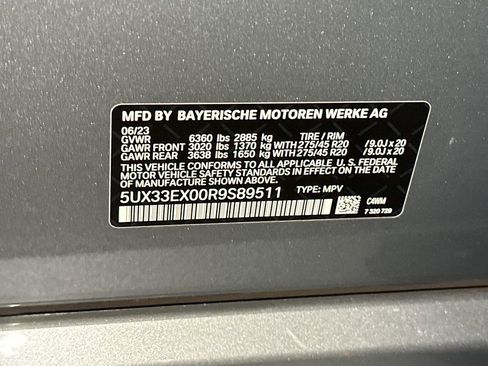 MFD BY BAYERISCHE MOTOREN WERKE AG
06/23
GVWR 6360 lbs 2885 kg TIRE / RIM
GAWR FRONT 3020 lbs 1370 kg WITH 275/45 R20 / 9.0J x 20
GAWR REAR 3638 lbs 1650 kg WITH 275/45 R20 / 9.0J x 20
THIS VEHICLE CONFORMS TO ALL APPLICABLE U. S. FEDERAL
MOTOR VEHICLE SAFETY STANDARDS IN EFFECT ON THE
DATE OF MANUFACTURE SHOWN ABOVE.
5UX33EX00R9S89511 TYPE: MPV
C4WM
7 320 729